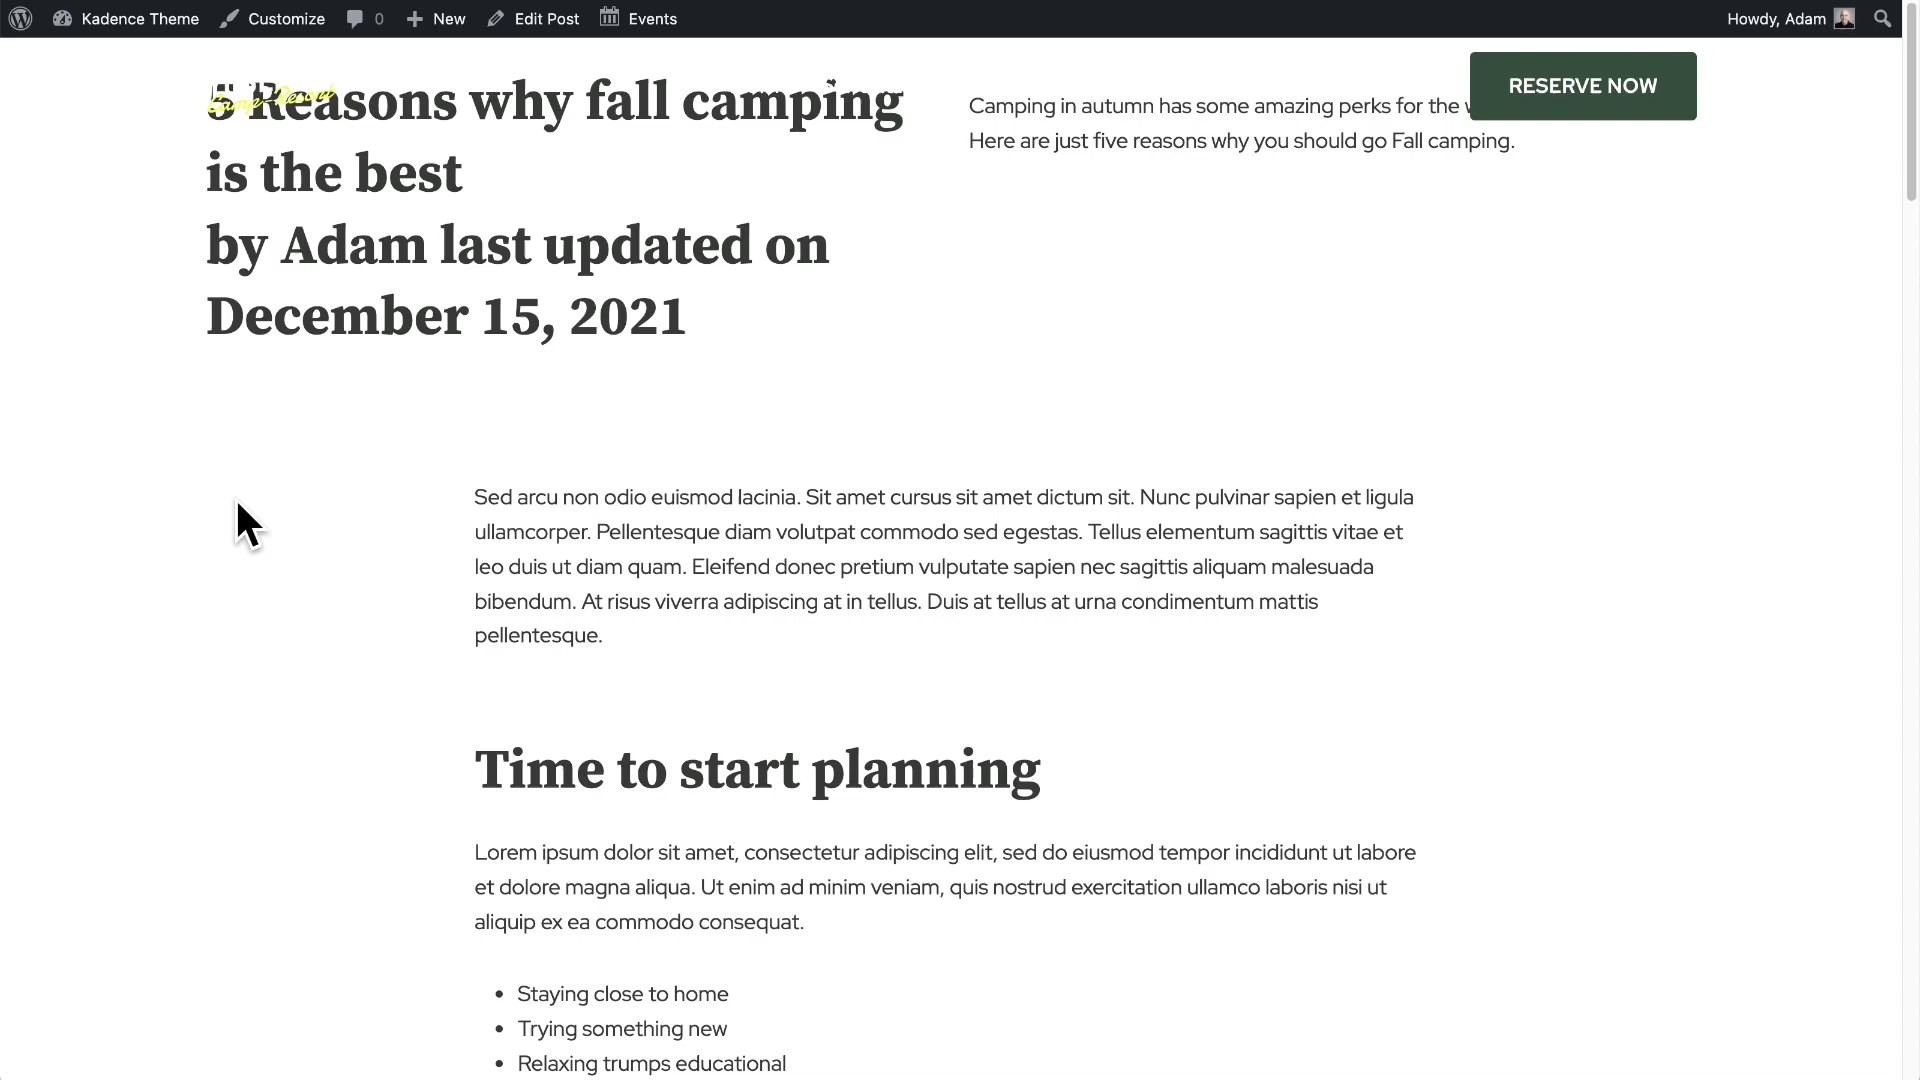 Kadence Theme Customize 0 New Edit Post Events Howdy, Adam
Camp-Resort
RESERVE NOW
5 Reasons why fall camping
is the best
by Adam last updated on
December 15, 2021
Camping in autumn has some amazing perks for the
Here are just five reasons why you should go Fall camping.
Sed arcu non odio euismod lacinia. Sit amet cursus sit amet dictum sit. Nunc pulvinar sapien et ligula
ullamcorper. Pellentesque diam volutpat commodo sed egestas. Tellus elementum sagittis vitae et
leo duis ut diam quam. Eleifend donec pretium vulputate sapien nec sagittis aliquam malesuada
bibendum. At risus viverra adipiscing at in tellus. Duis at tellus at urna condimentum mattis
pellentesque.
Time to start planning
Lorem ipsum dolor sit amet, consectetur adipiscing elit, sed do eiusmod tempor incididunt ut labore
et dolore magna aliqua. Ut enim ad minim veniam, quis nostrud exercitation ullamco laboris nisi ut
aliquip ex ea commodo consequat.
• Staying close to home
• Trying something new
• Relaxing trumps educational